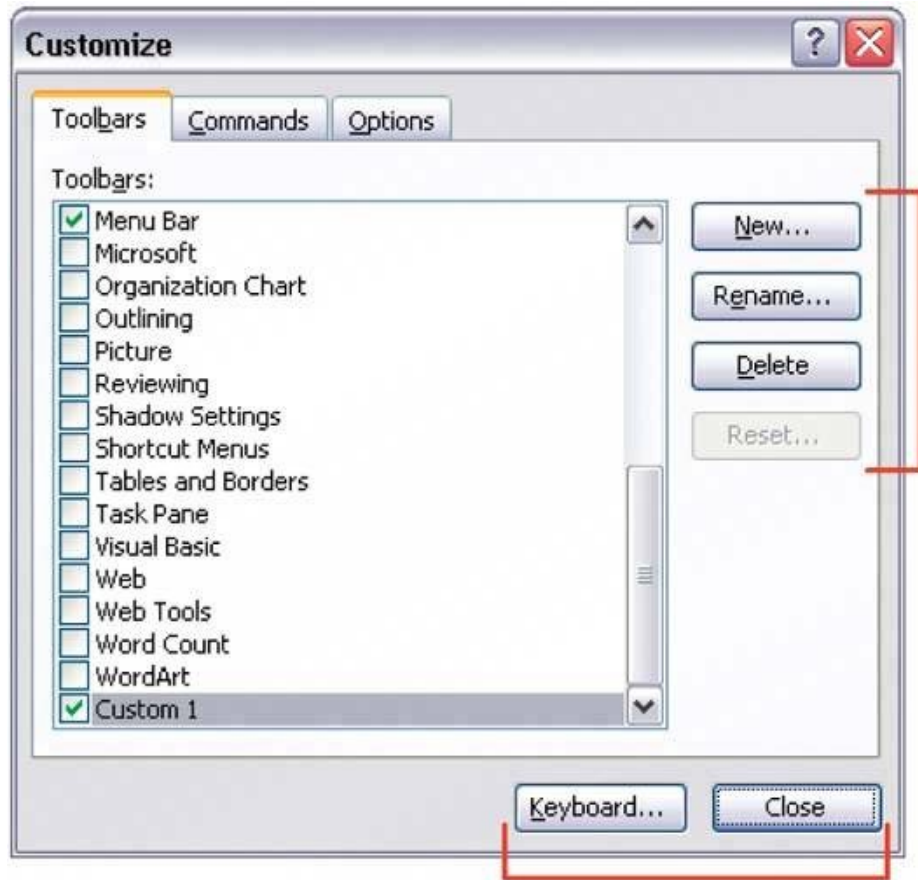 Customize
?
Toolbars Commands Options
Toolbars:
Menu Bar
Microsoft
Organization Chart
Outlining
Picture
Reviewing
Shadow Settings
Shortcut Menus
Tables and Borders
Task Pane
Visual Basic
Web
Web Tools
Word Count
WordArt
Custom 1
New...
Rename...
Delete
Reset...
Keyboard... Close